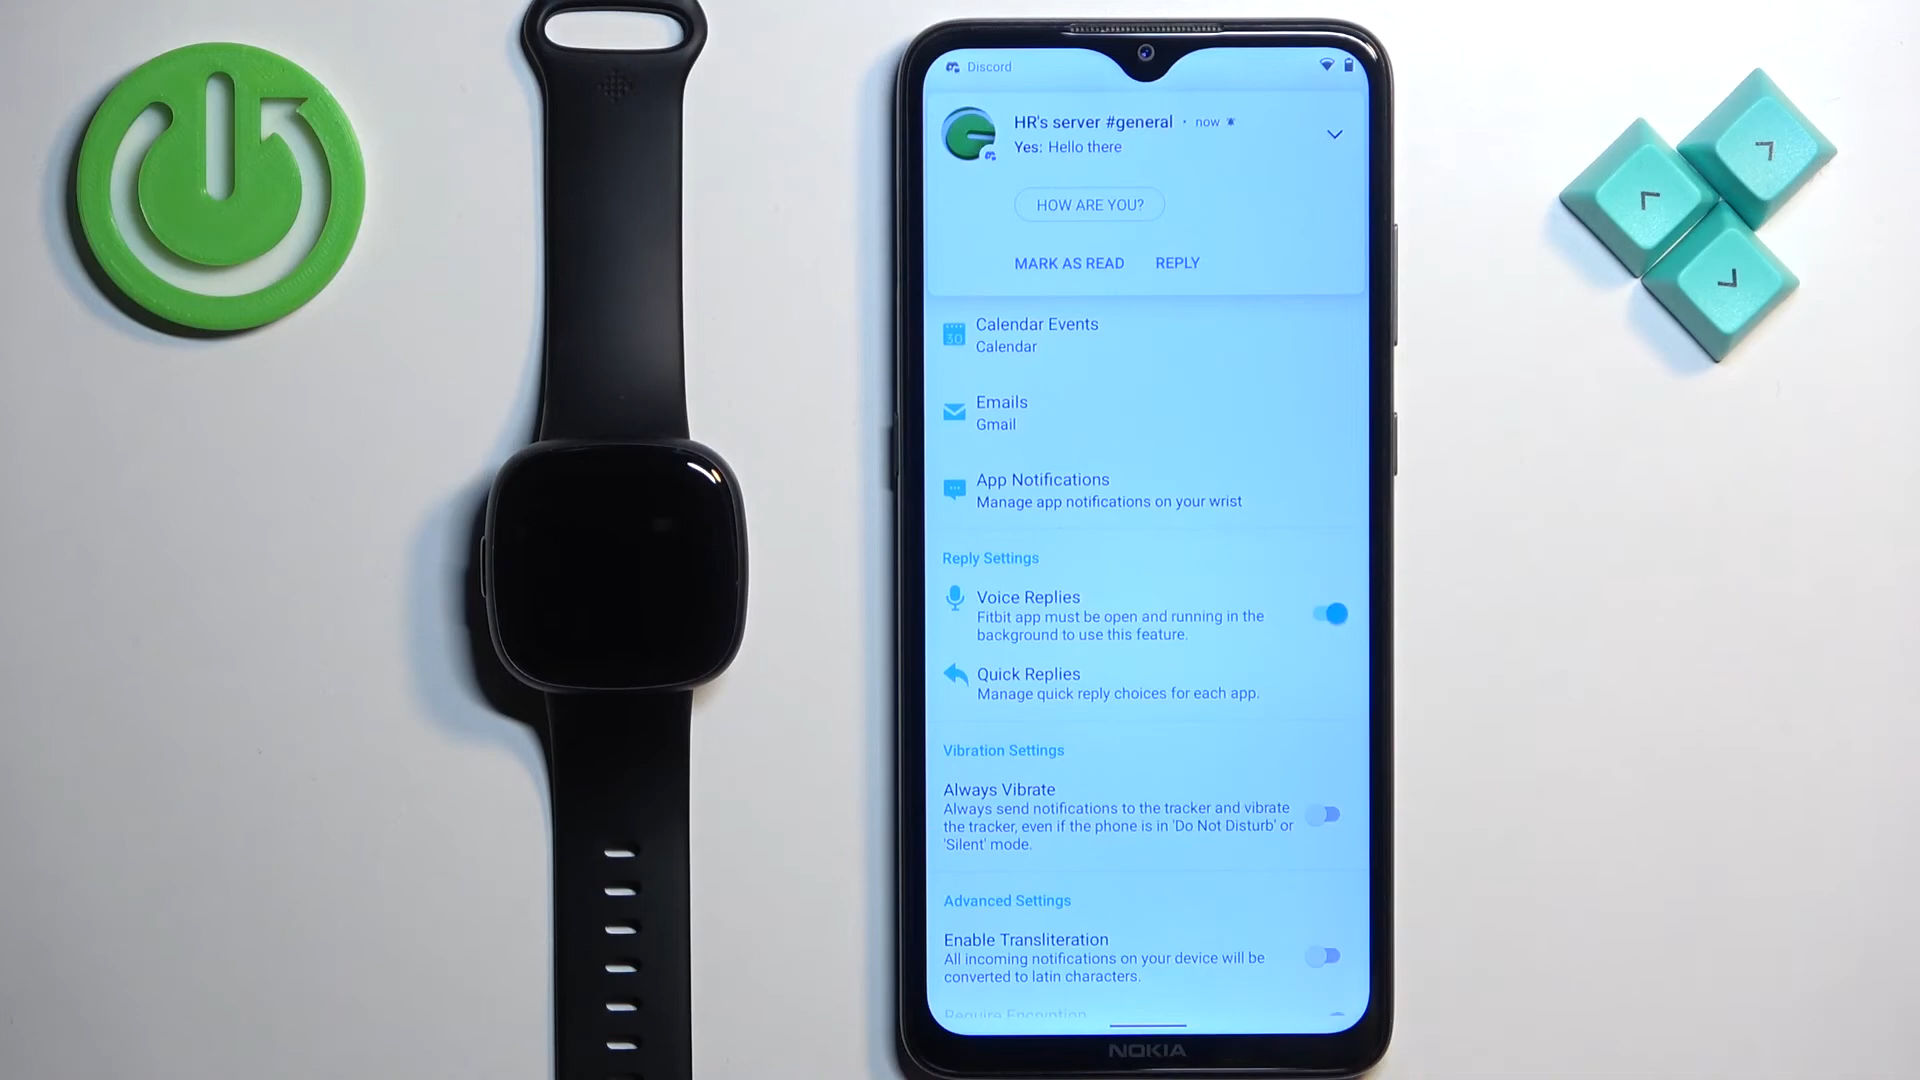 Discord
HR's server #general · now
Yes: Hello there
HOW ARE YOU?
MARK AS READ REPLY
30
Calendar Events
Calendar
Emails
Gmail
App Notifications
Manage app notifications on your wrist
Reply Settings
Voice Replies
Fitbit app must be open and running in the
background to use this feature.
Quick Replies
Manage quick reply choices for each app.
Vibration Settings
Always Vibrate
Always send notifications to the tracker and vibrate
the tracker, even if the phone is in 'Do Not Disturb' or
'Silent' mode.
Advanced Settings
Enable Transliteration
All incoming notifications on your device will be
converted to latin characters.
Require Encryption
NOKIA